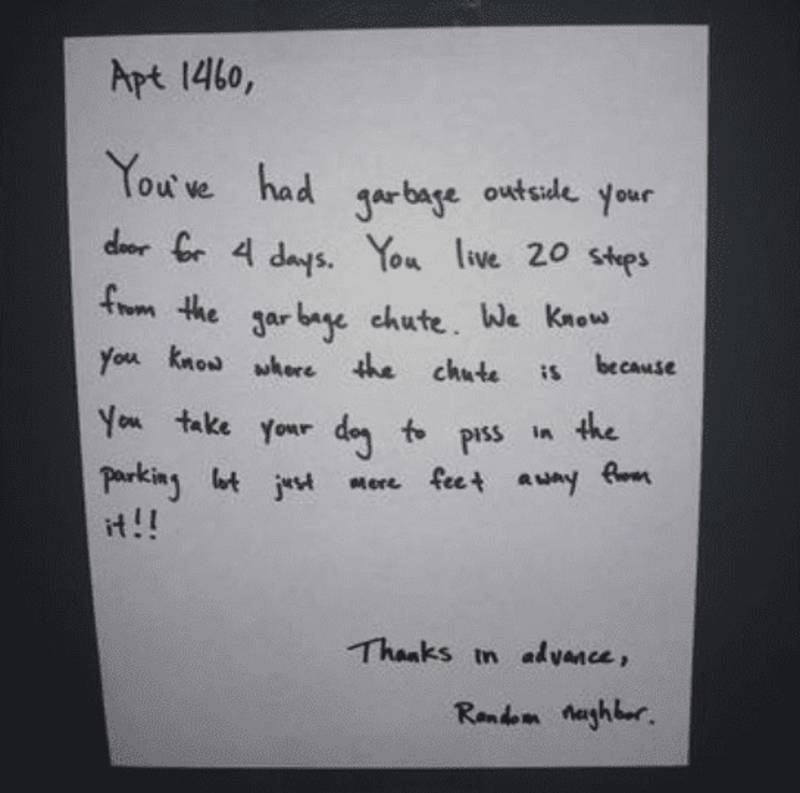 Apt 1460,
You've had garbage outside your
door for 4 days. You live 20 steps
from the garbage chute. We know
you know where the chute is because
you take your dog to piss in the
parking lot just mere feet away from
it!!
Thanks in advance,
Random neighbor.